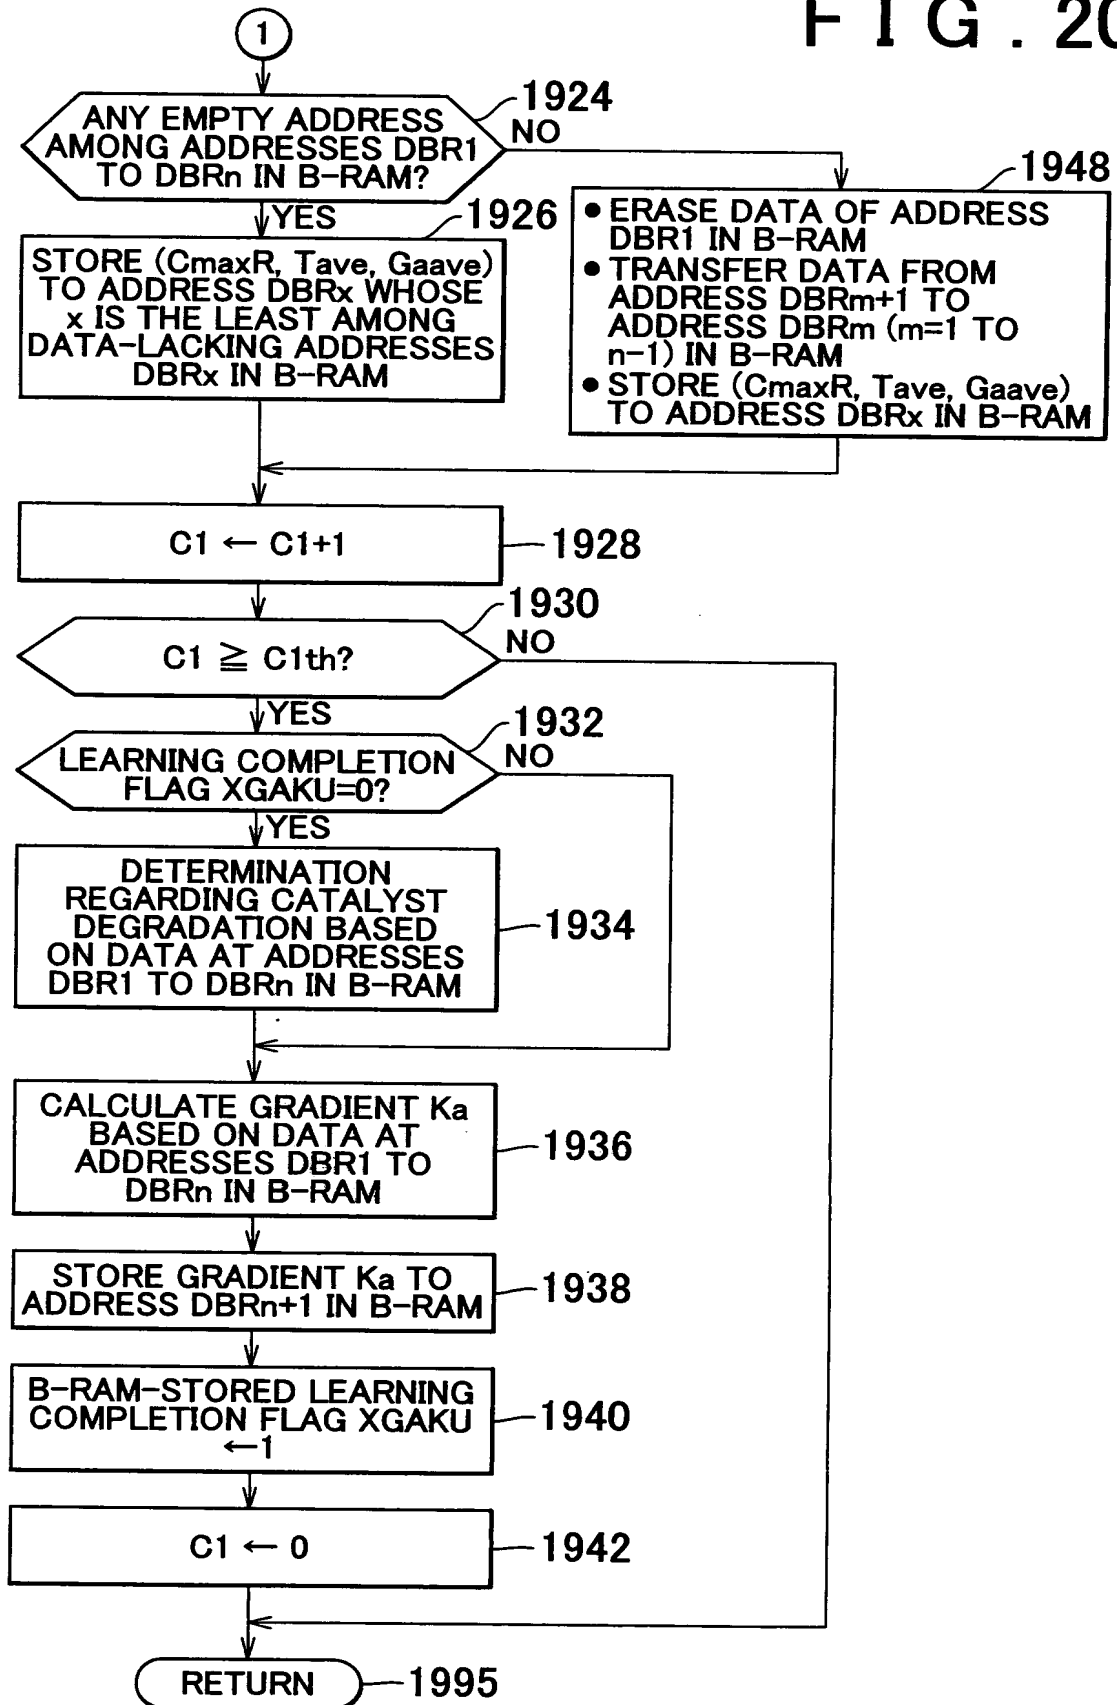 FIG. 20
1
1924
ANY EMPTY ADDRESS
AMONG ADDRESSES DBR1
TO DBRn IN B-RAM?
NO
YES
1948
• ERASE DATA OF ADDRESS
DBR1 IN B-RAM
• TRANSFER DATA FROM
ADDRESS DBRm+1 TO
ADDRESS DBRm (m=1 TO
n-1) IN B-RAM
• STORE (CmaxR, Tave, Gaave)
TO ADDRESS DBRx IN B-RAM
1926
STORE (CmaxR, Tave, Gaave)
TO ADDRESS DBRx WHOSE
x IS THE LEAST AMONG
DATA-LACKING ADDRESSES
DBRx IN B-RAM
C1 ← C1+1
1928
1930
C1 ≧ C1th?
NO
YES
1932
LEARNING COMPLETION
FLAG XGAKU=0?
NO
YES
DETERMINATION
REGARDING CATALYST
DEGRADATION BASED
ON DATA AT ADDRESSES
DBR1 TO DBRn IN B-RAM
1934
CALCULATE GRADIENT Ka
BASED ON DATA AT
ADDRESSES DBR1 TO
DBRn IN B-RAM
1936
STORE GRADIENT Ka TO
ADDRESS DBRn+1 IN B-RAM
1938
B-RAM-STORED LEARNING
COMPLETION FLAG XGAKU
←1
1940
C1 ← 0
1942
RETURN
1995